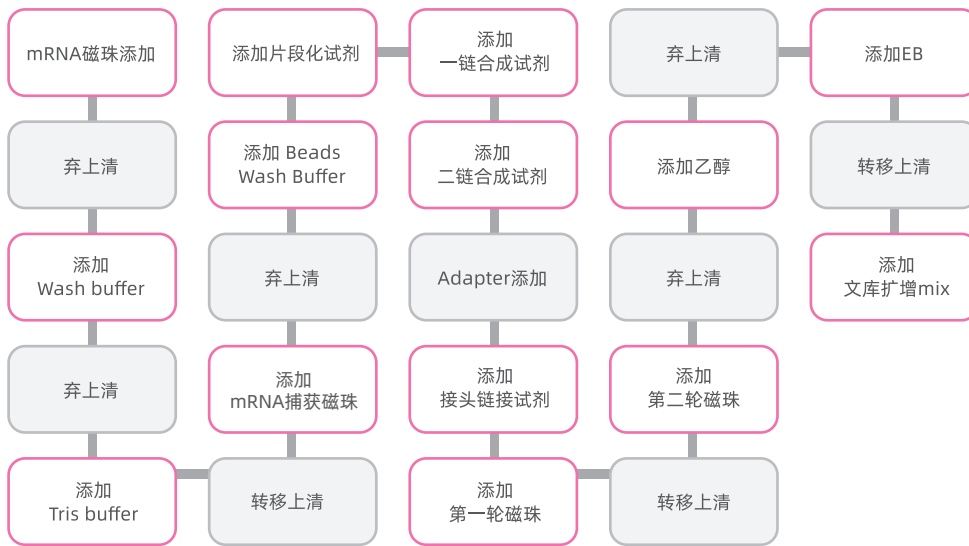 mRNA磁珠添加
弃上清
添加
Wash buffer
弃上清
添加
Tris buffer
转移上清
添加
mRNA捕获磁珠
弃上清
添加 Beads
Wash Buffer
添加片段化试剂
添加
一链合成试剂
添加
二链合成试剂
Adapter添加
添加
接头链接试剂
添加
第一轮磁珠
转移上清
添加
第二轮磁珠
弃上清
添加乙醇
弃上清
添加EB
转移上清
添加
文库扩增mix